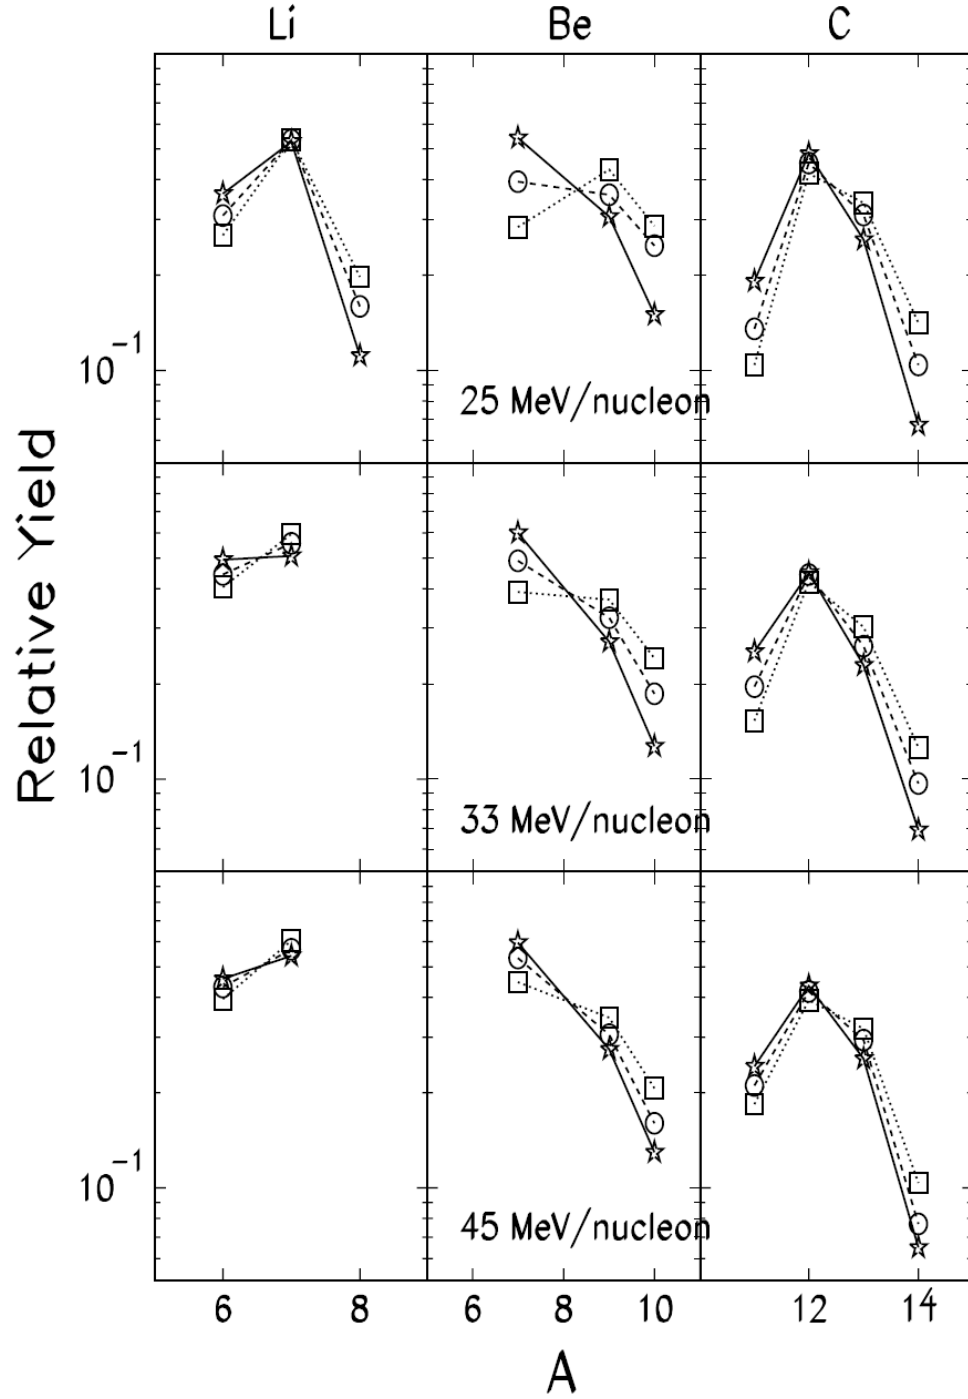 Li Be C
10^-1
25 MeV/nucleon
Relative Yield
10^-1
33 MeV/nucleon
10^-1
45 MeV/nucleon
6 8 6 8 10 12 14
A